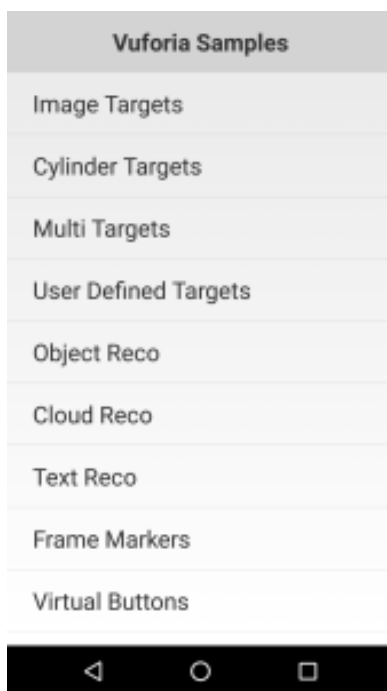 Vuforia Samples
Image Targets
Cylinder Targets
Multi Targets
User Defined Targets
Object Reco
Cloud Reco
Text Reco
Frame Markers
Virtual Buttons